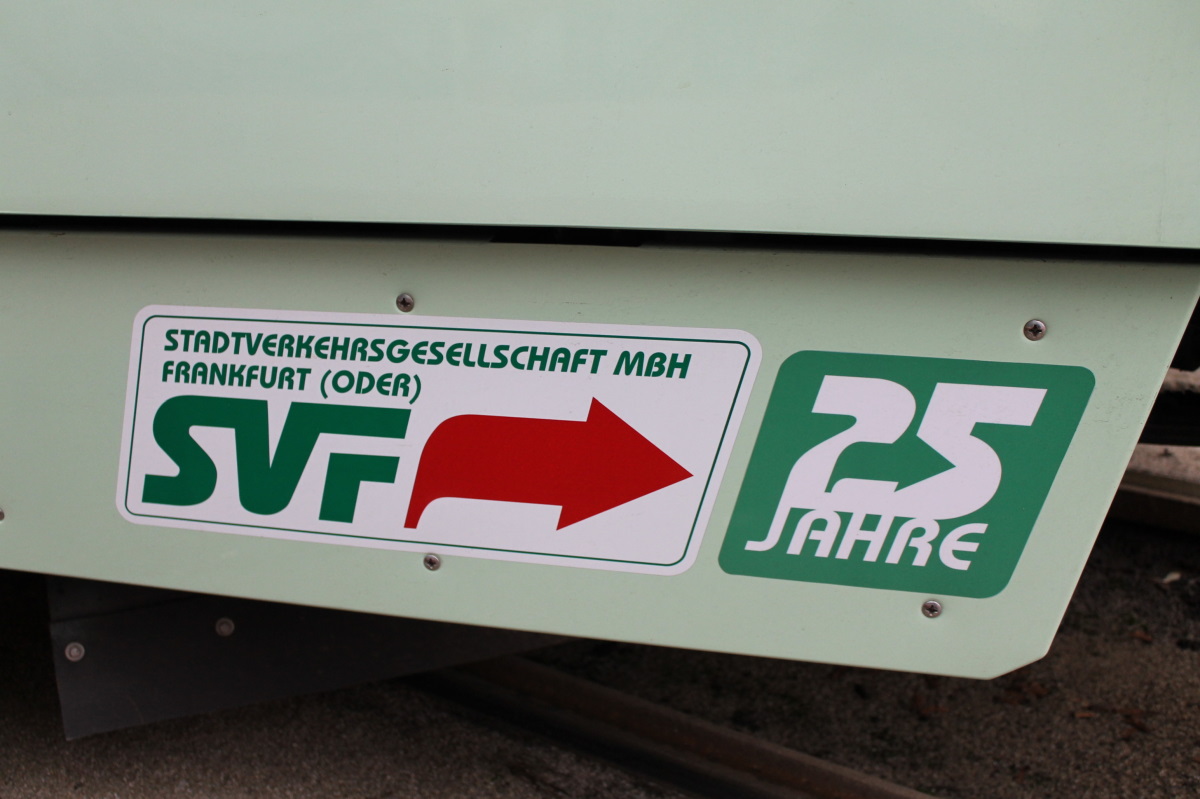 STADTVERKEHRSGESELLSCHAFT MBH
FRANKFURT (ODER)
SVF
25
JAHRE